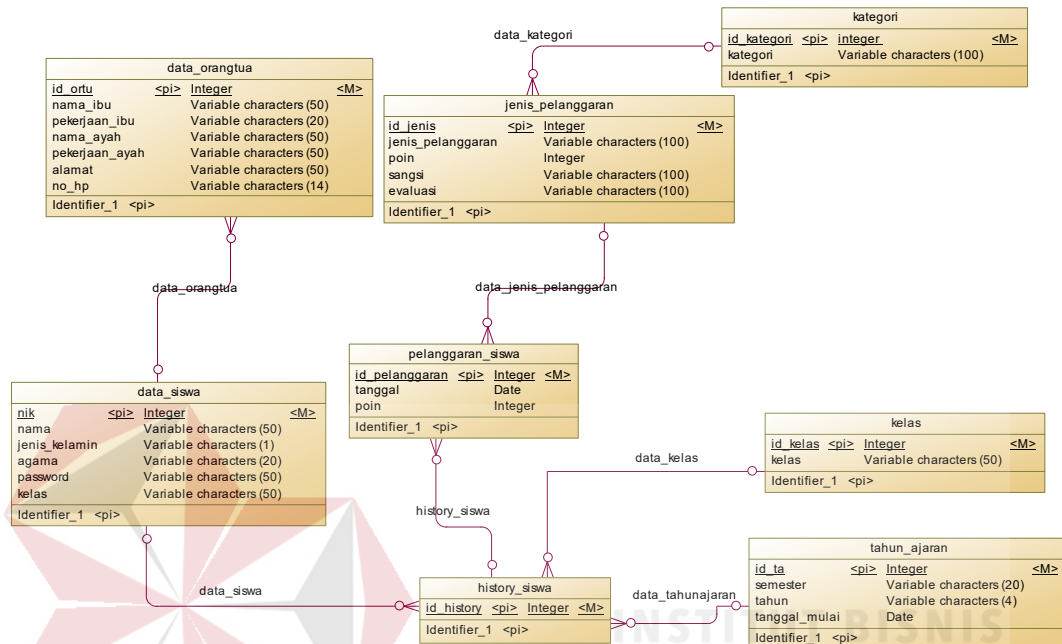 kategori
id_kategori <pi> integer <M>
kategori Variable characters (100)
Identifier_1 <pi>
data_kategori
data_orangtua
id_ortu <pi> Integer <M>
nama_ibu Variable characters (50)
pekerjaan_ibu Variable characters (20)
nama_ayah Variable characters (50)
pekerjaan_ayah Variable characters (50)
alamat Variable characters (50)
no_hp Variable characters (14)
Identifier_1 <pi>
jenis_pelanggaran
id_jenis <pi> Integer <M>
jenis_pelanggaran Variable characters (100)
poin Integer
sangsi Variable characters (100)
evaluasi Variable characters (100)
Identifier_1 <pi>
data_orangtua
data_jenis_pelanggaran
pelanggaran_siswa
id_pelanggaran <pi> Integer <M>
tanggal Date
poin Integer
Identifier_1 <pi>
data_siswa
nik <pi> Integer <M>
nama Variable characters (50)
jenis_kelamin Variable characters (1)
agama Variable characters (20)
password Variable characters (50)
kelas Variable characters (50)
Identifier_1 <pi>
kelas
id_kelas <pi> Integer <M>
kelas Variable characters (50)
Identifier_1 <pi>
data_kelas
history_siswa
data_siswa
history_siswa
id_history <pi> Integer <M>
Identifier_1 <pi>
data_tahunajaran
tahun_ajaran
id_ta <pi> Integer <M>
semester Variable characters (20)
tahun Variable characters (4)
tanggal_mulai Date
Identifier_1 <pi>
INSTITUT BISNIS